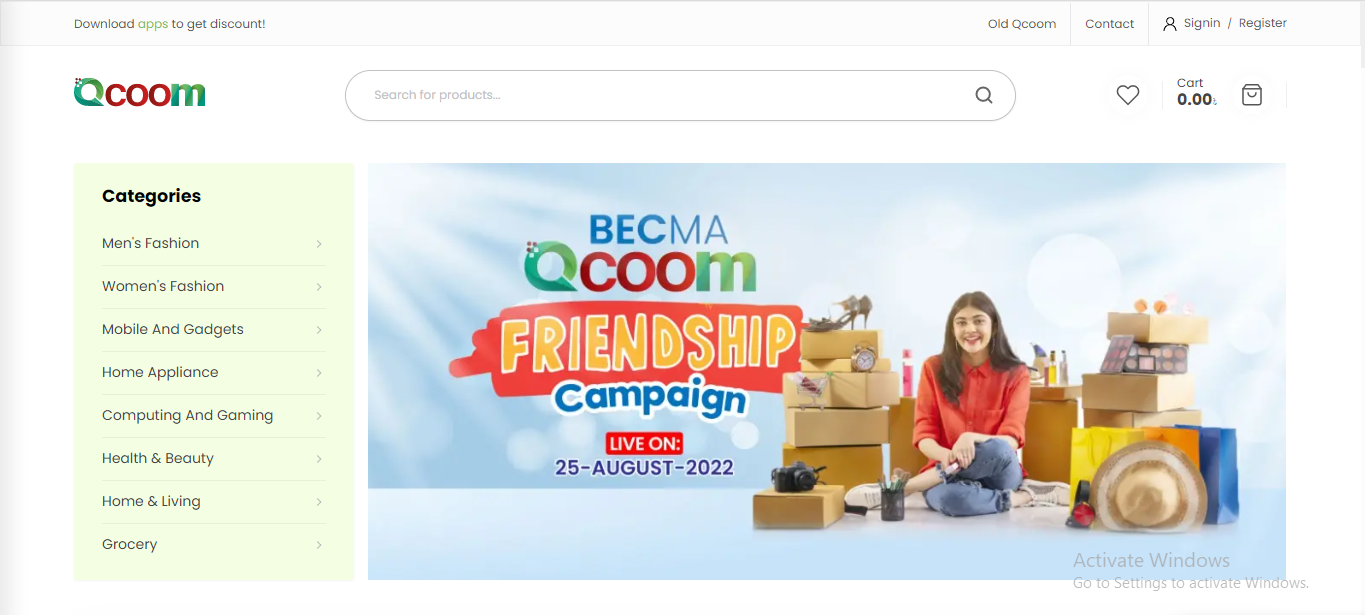 Download apps to get discount!
Old Qcoom
Contact
Signin / Register
Qcoom
Search for products...
Cart
0.00৳
Categories
Men's Fashion
Women's Fashion
Mobile And Gadgets
Home Appliance
Computing And Gaming
Health & Beauty
Home & Living
Grocery
BECMA
Qcoom
FRIENDSHIP
Campaign
LIVE ON:
25-AUGUST-2022
Activate Windows
Go to Settings to activate Windows.